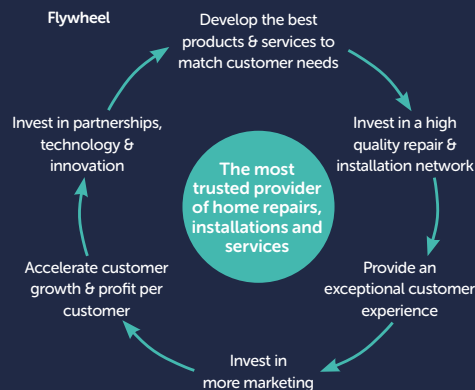 Flywheel
Develop the best
products & services to
match customer needs
Invest in a high
quality repair &
installation network
Provide an
exceptional customer
experience
Invest in
more marketing
Accelerate customer
growth & profit per
customer
Invest in partnerships,
technology &
innovation
The most
trusted provider
of home repairs,
installations and
services